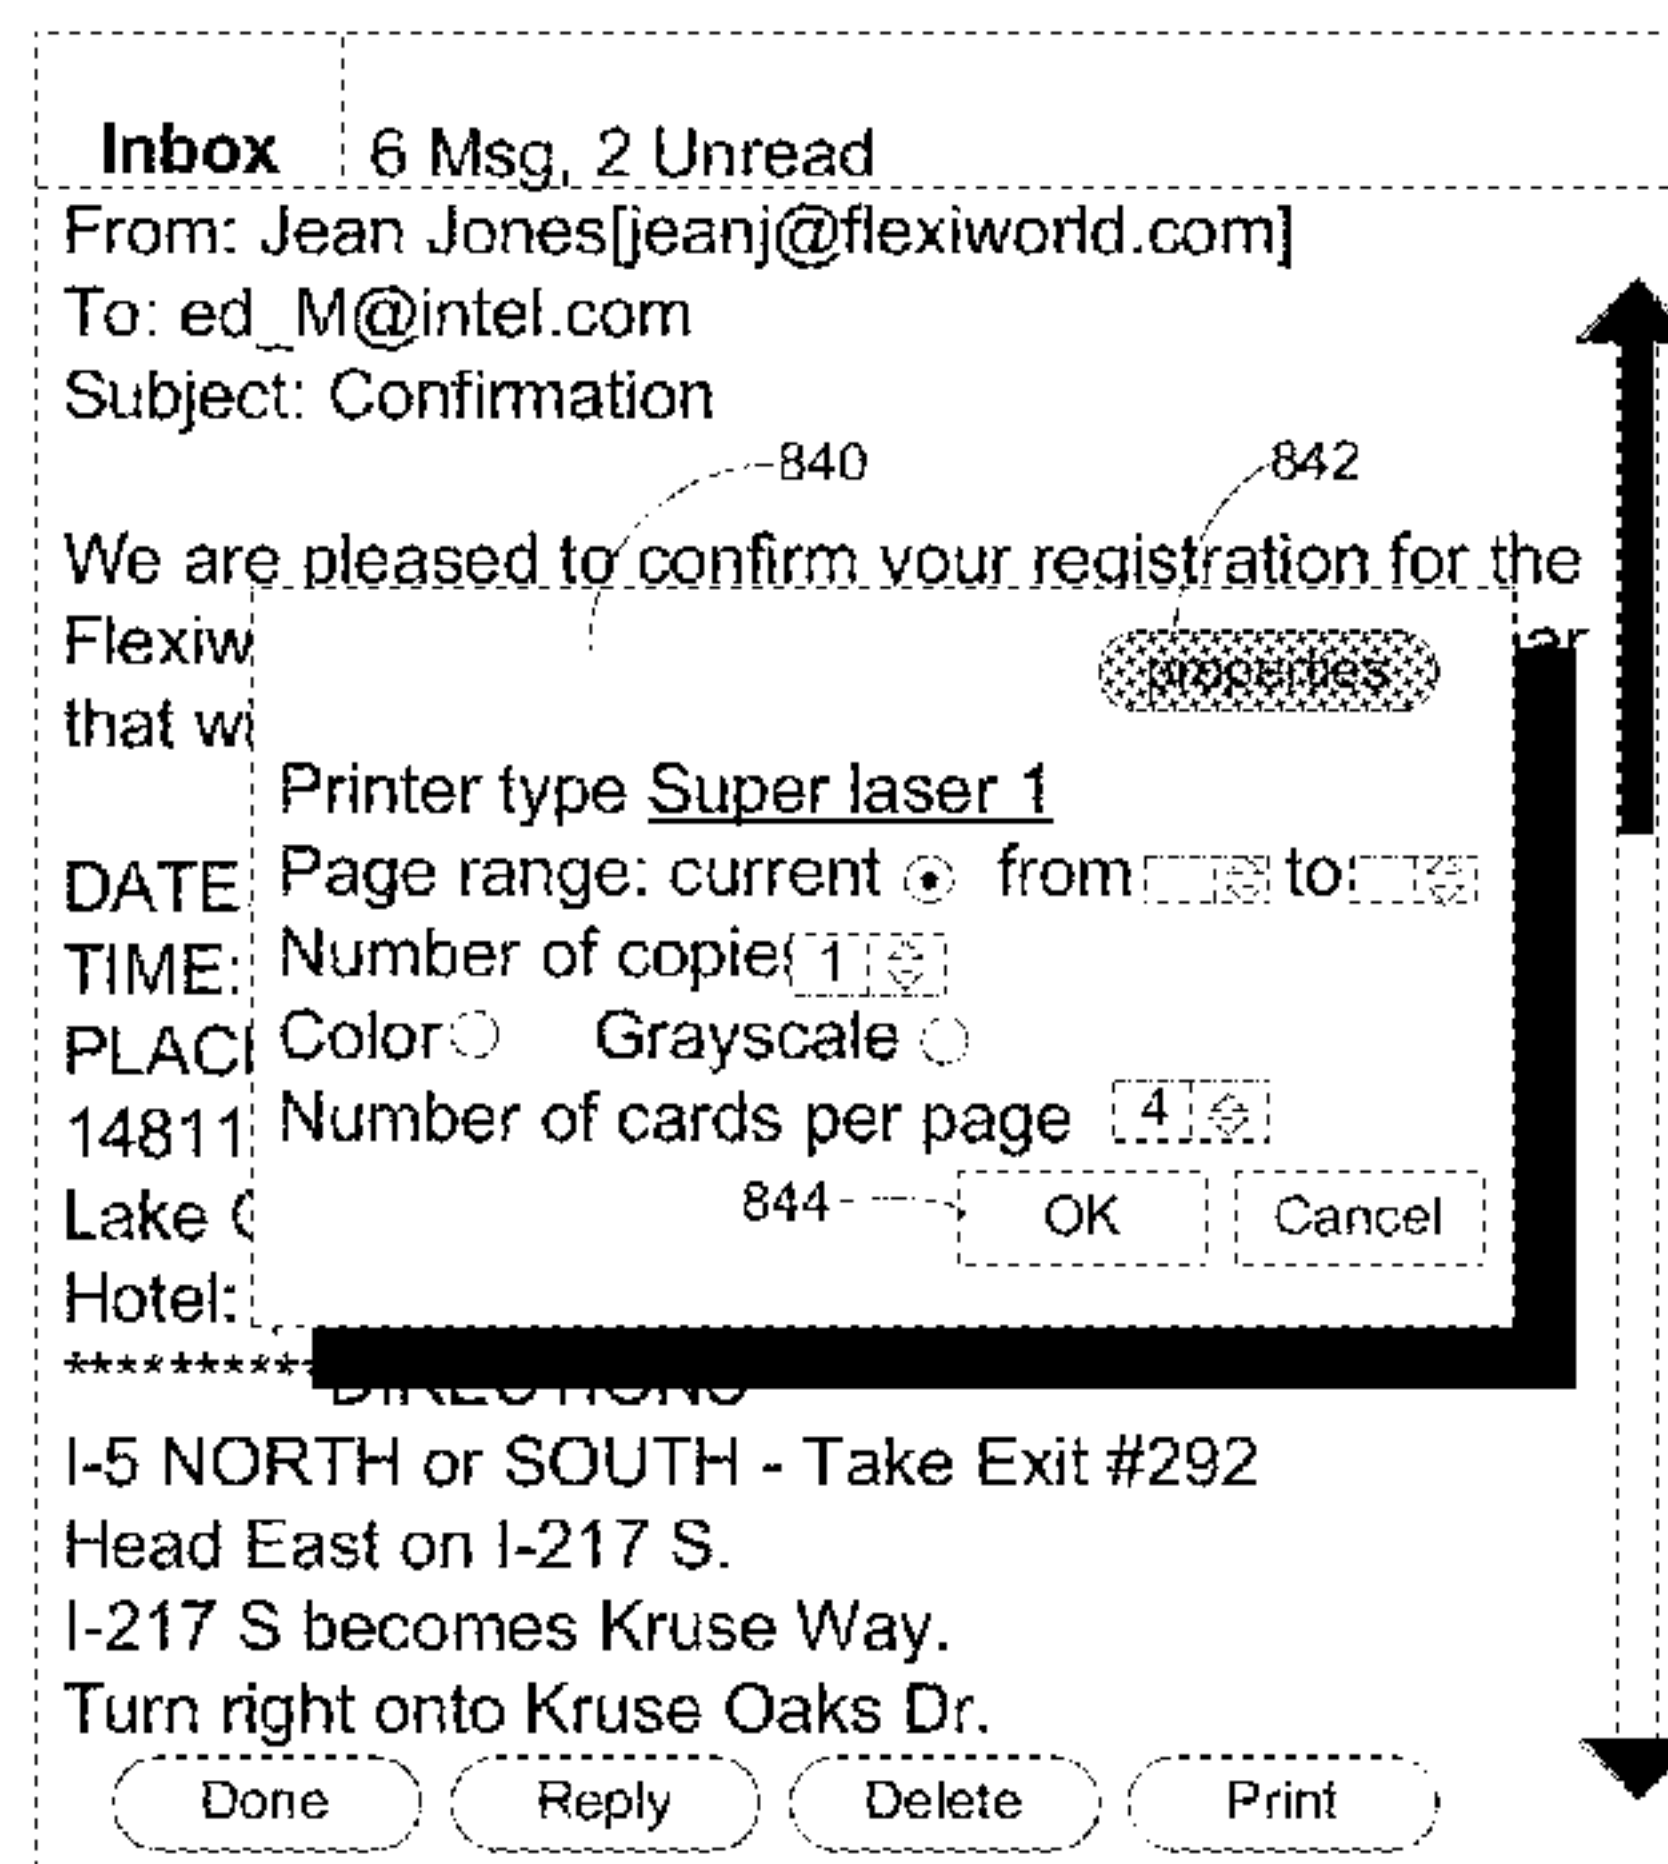 Inbox 6 Msg, 2 Unread
From: Jean Jones[jeanj@flexiworld.com]
To: ed_M@intel.com
Subject: Confirmation
840 842
We are pleased to confirm your registration for the
Flexiw
properties
that wi
Printer type Super laser 1
DATE Page range: current from to
TIME: Number of copie 1
PLAC Color Grayscale
14811 Number of cards per page 4
Lake 844 OK Cancel
Hotel:
**********
DIRECTIONS
I-5 NORTH or SOUTH - Take Exit #292
Head East on I-217 S.
I-217 S becomes Kruse Way.
Turn right onto Kruse Oaks Dr.
Done Reply Delete Print